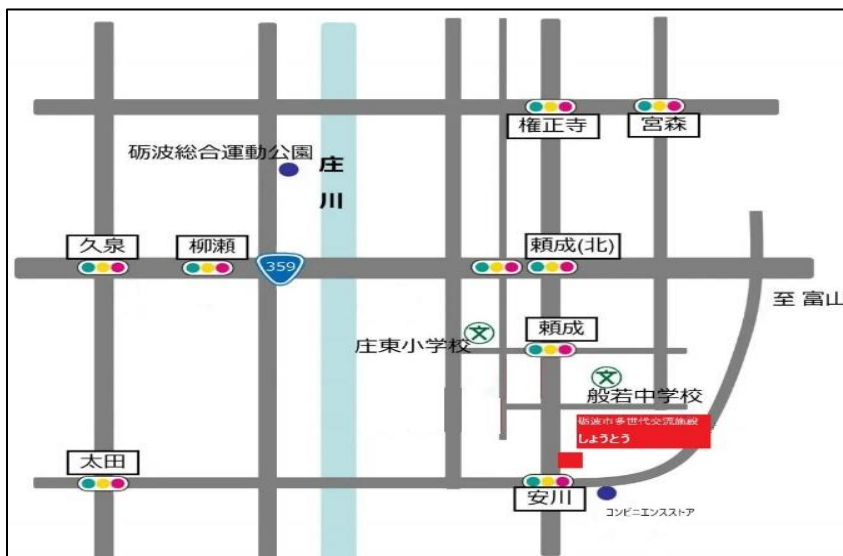 権正寺
宮森
砺波総合運動公園
庄川
久泉
柳瀬
359
頼成(北)
至 富山
庄東小学校
文
頼成
文
般若中学校
砺波市多世代交流施設
しょうとう
太田
安川
コンビニエンスストア